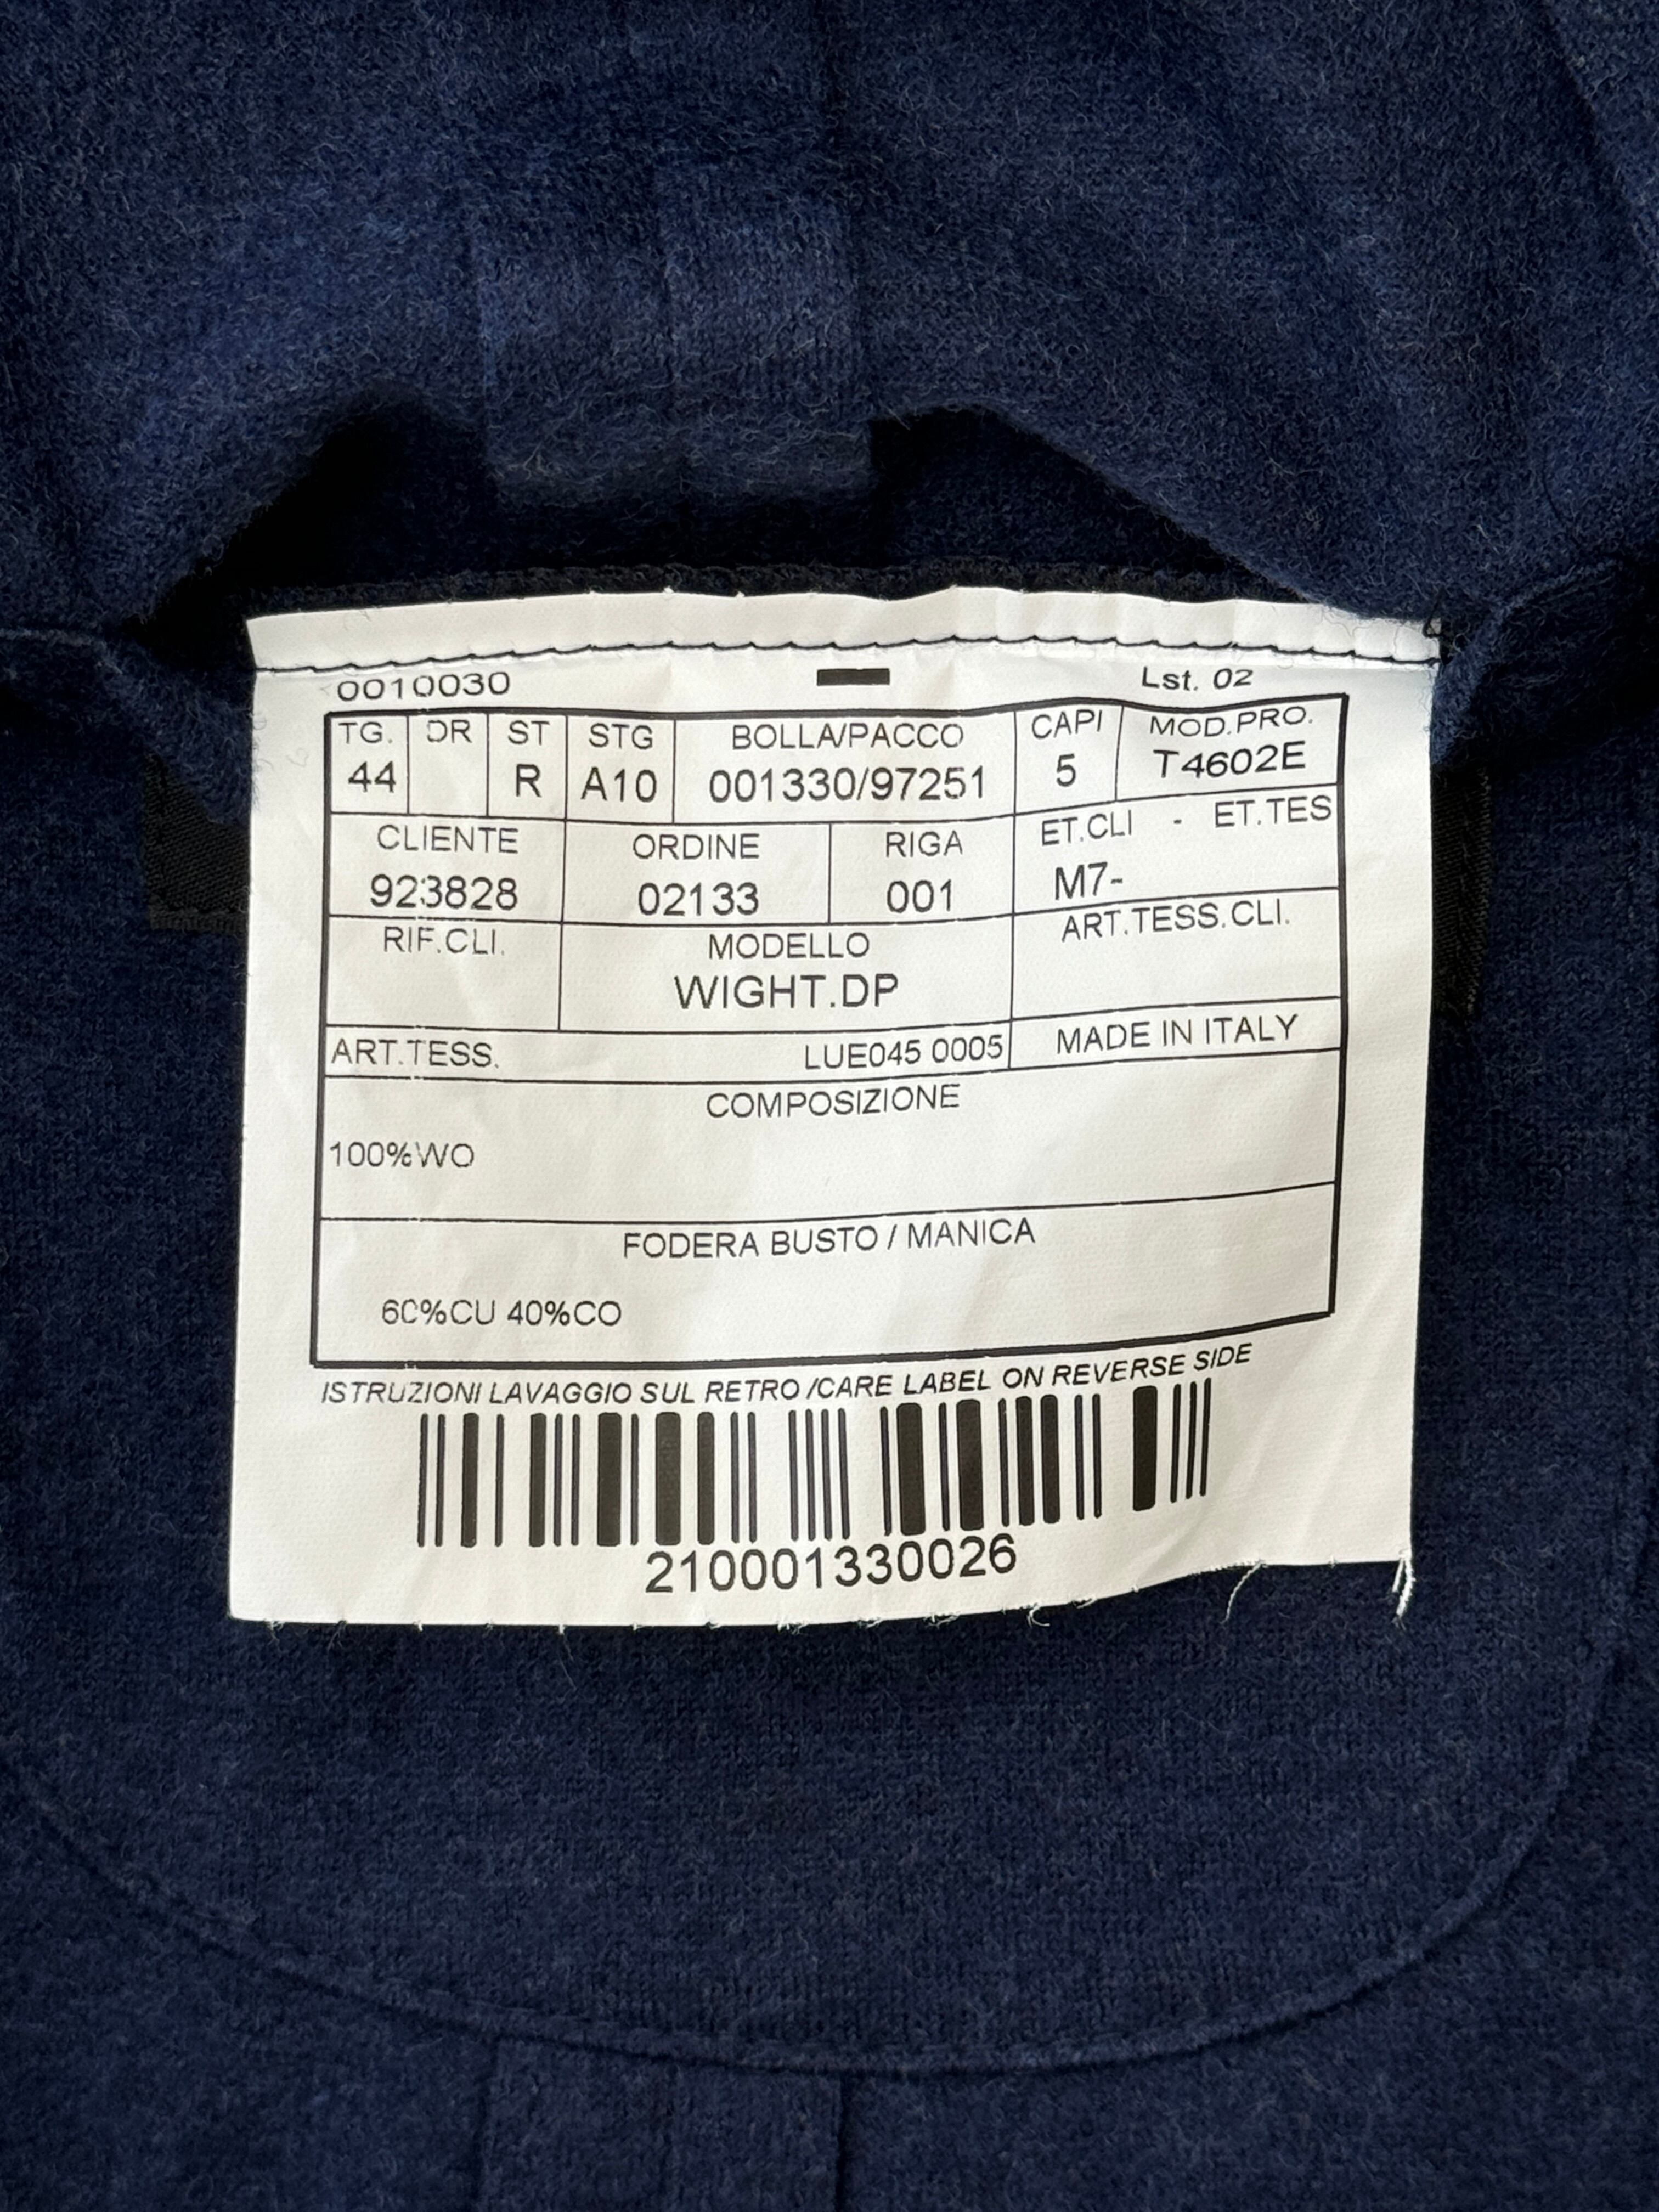 0010030 Lst. 02
TG. DR ST STG BOLLA/PACCO CAPI MOD.PRO.
44 R A10 001330/97251 5 T4602E
CLIENTE ORDINE RIGA ET.CLI - ET.TES
923828 02133 001 M7-
RIF.CLI. MODELLO ART.TESS.CLI.
WIGHT.DP
ART.TESS. LUE045 0005 MADE IN ITALY
COMPOSIZIONE
100%WO
FODERA BUSTO / MANICA
60%CU 40%CO
ISTRUZIONI LAVAGGIO SUL RETRO /CARE LABEL ON REVERSE SIDE
210001330026